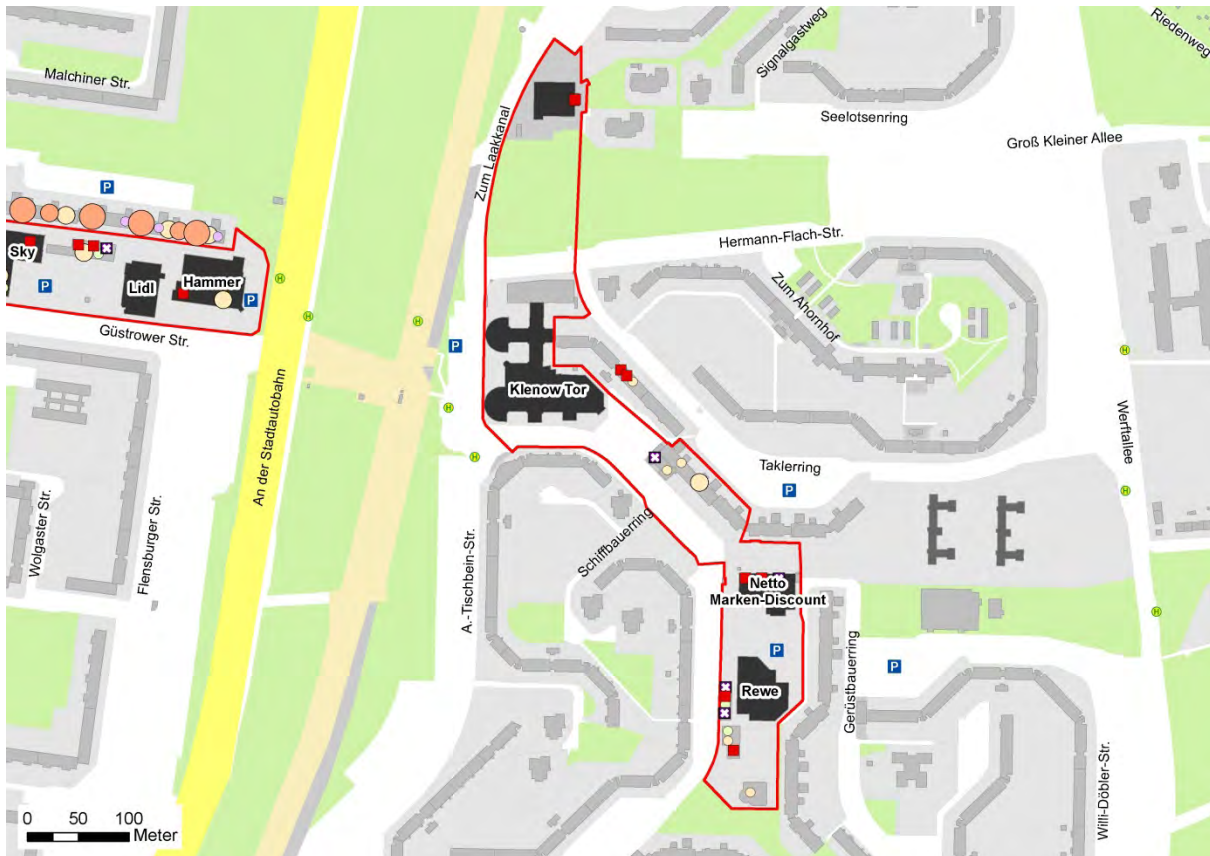 Riedenweg
Signalgastweg
Malchiner Str.
Seelotsenring
Groß Kleiner Allee
Zum Laakkanal
P
Hermann-Flach-Str.
Sky
Hammer
Lidl
P
P
H
Zum Ahornhof
H
H
Güstrower Str.
P
H
Klenow Tor
An der Stadtautobahn
H
Werftallee
H
Taklerring
P
H
Wolgaster Str.
Flensburger Str.
A.-Tischbein-Str.
Schiffbauerring
Netto
Marken-Discount
H
P
P
Rewe
Gerüstbauerring
Willi-Döbler-Str.
0 50 100
Meter